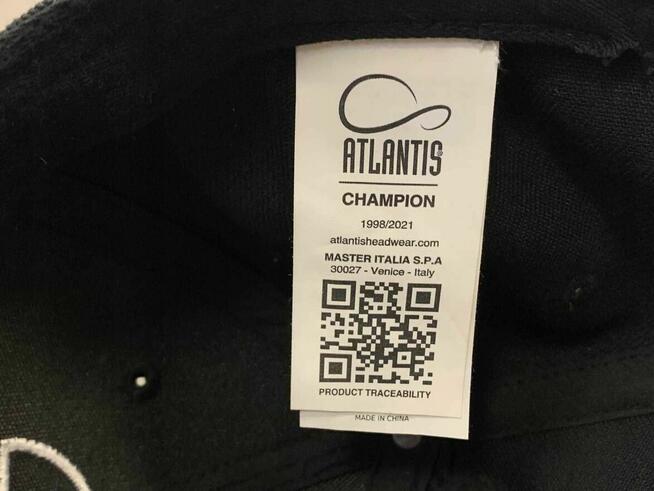 ATLANTIS®
CHAMPION
1998/2021
atlantisheadwear.com
MASTER ITALIA S.P.A
30027 - Venice - Italy
PRODUCT TRACEABILITY
MADE IN CHINA